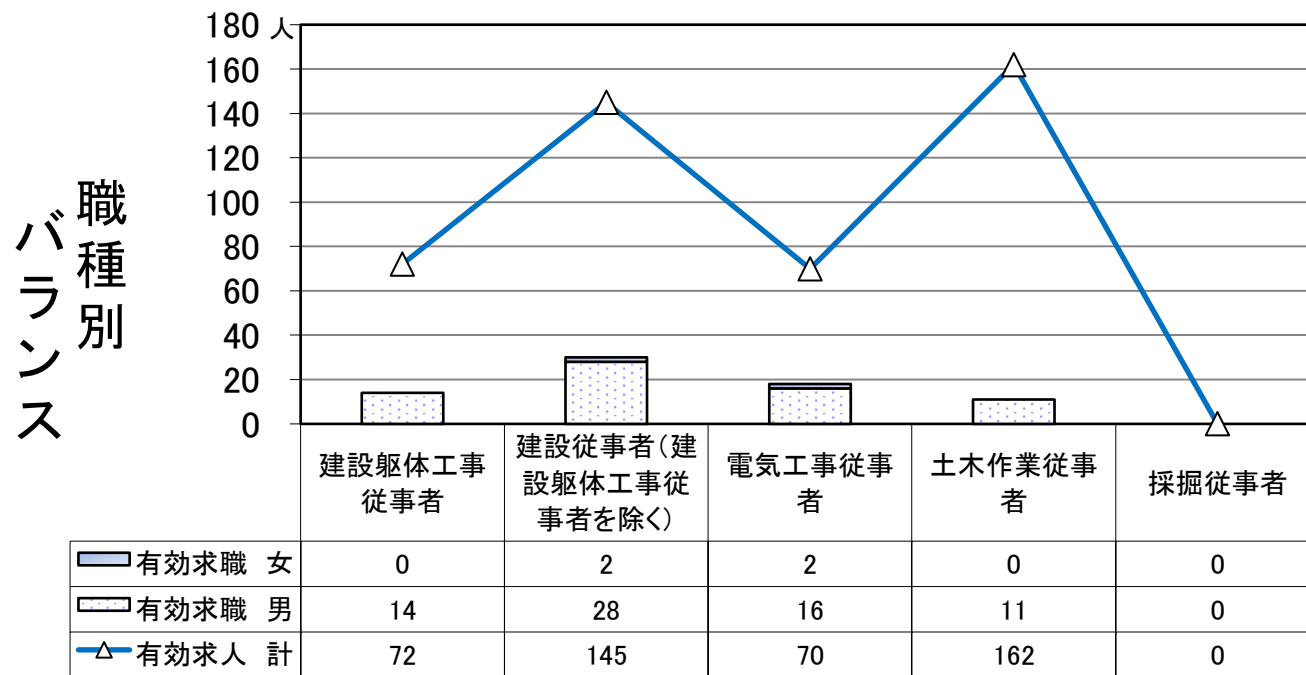 職種別
バランス
180 人
160
140
120
100
80
60
40
20
0
建設躯体工事
従事者
建設従事者(建
設躯体工事従
事者を除く)
電気工事従事
者
土木作業従事
者
採掘従事者
有効求職 女 0 2 2 0 0
有効求職 男 14 28 16 11 0
有効求人 計 72 145 70 162 0